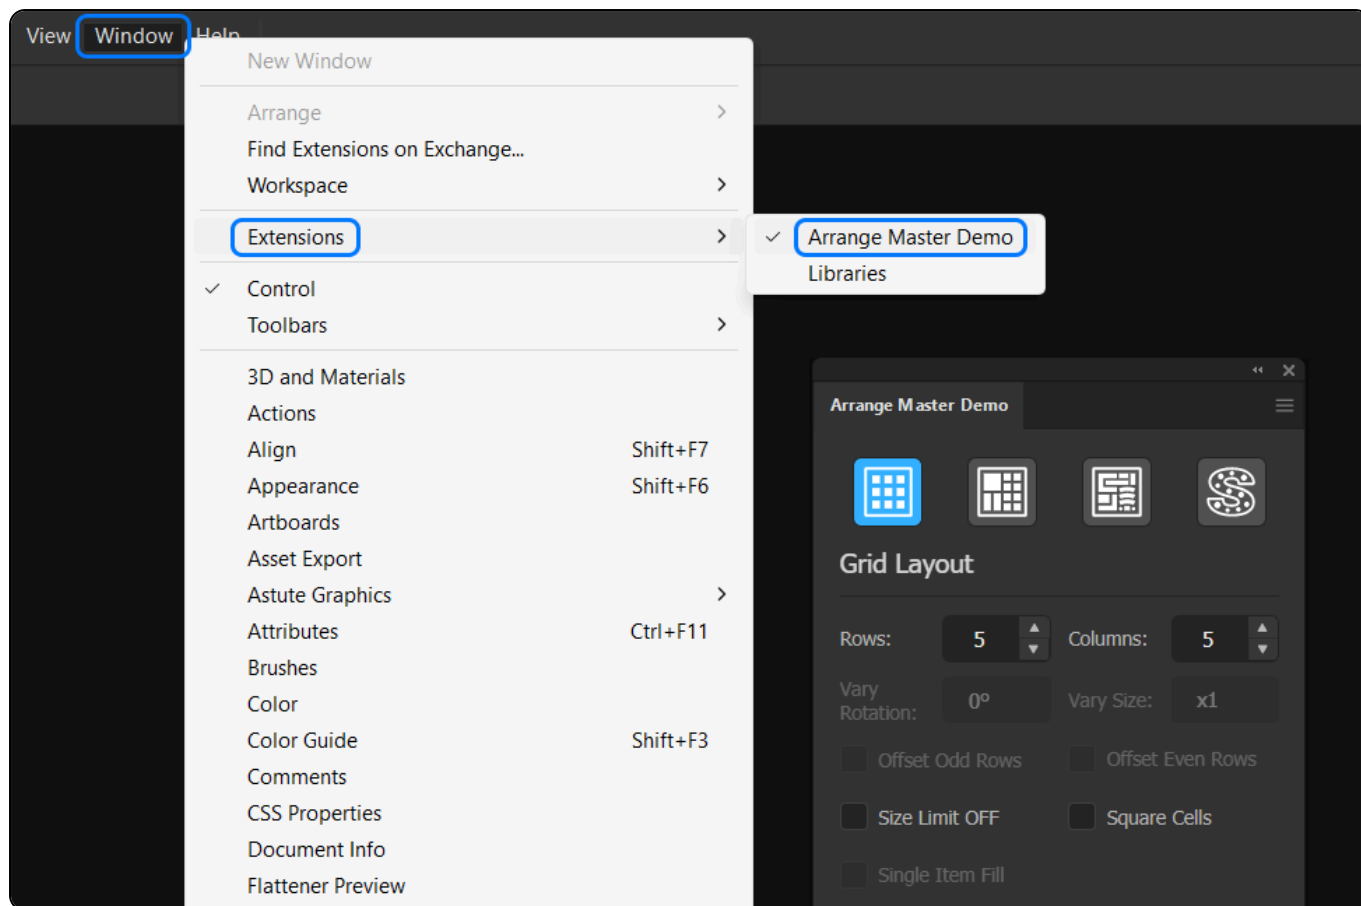 View Window Help
New Window
Arrange
Find Extensions on Exchange...
Workspace
Extensions
Arrange Master Demo
Libraries
Control
Toolbars
3D and Materials
Actions
Align Shift+F7
Appearance Shift+F6
Artboards
Asset Export
Astute Graphics
Attributes Ctrl+F11
Brushes
Color
Color Guide Shift+F3
Comments
CSS Properties
Document Info
Flattener Preview
Arrange Master Demo
Grid Layout
Rows: 5 Columns: 5
Vary
Rotation: 0º Vary Size: x1
Offset Odd Rows Offset Even Rows
Size Limit OFF Square Cells
Single Item Fill